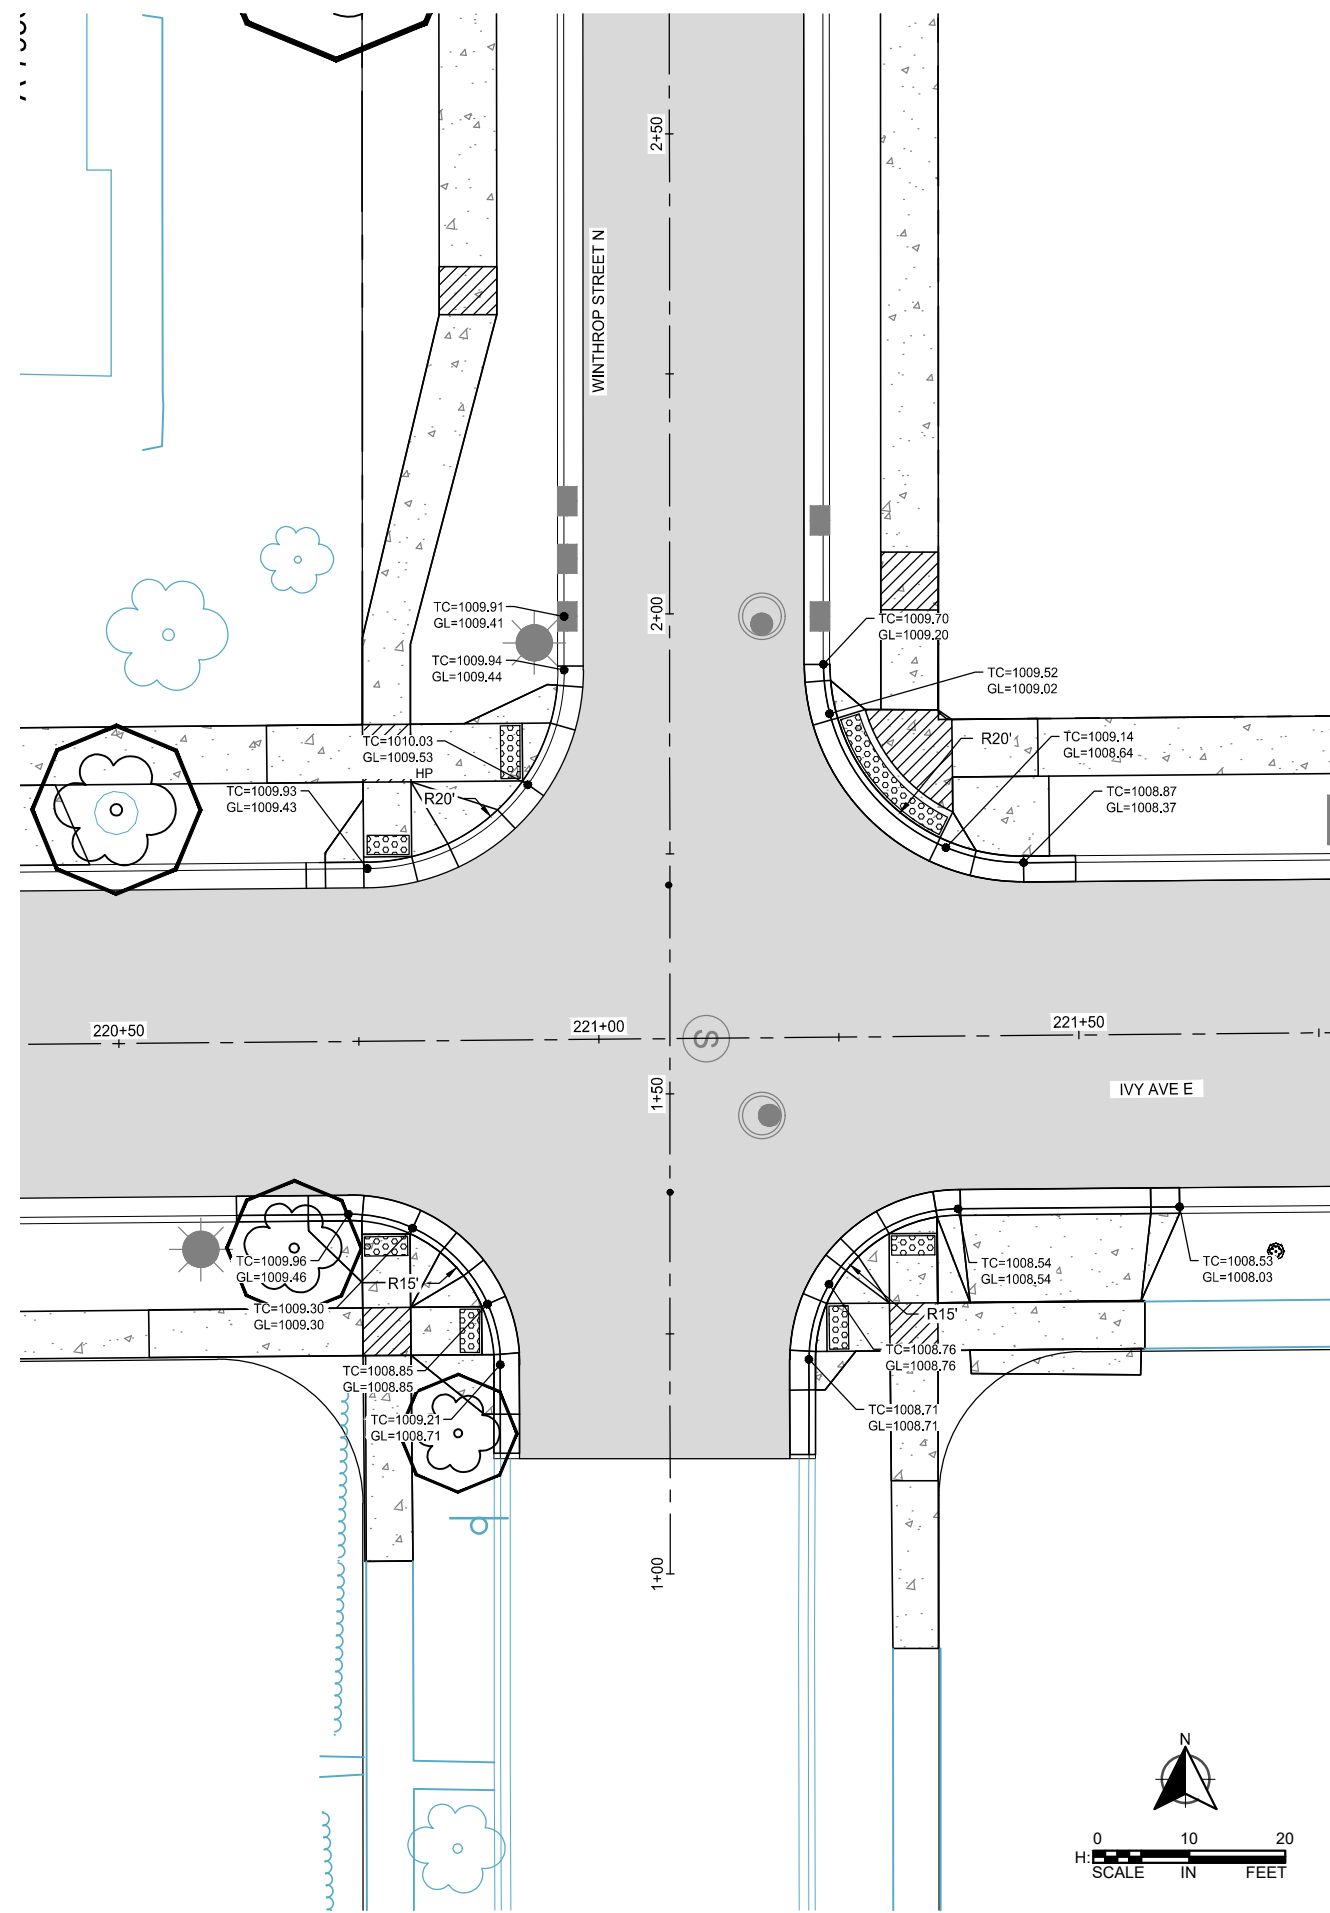 2+50
WINTHROP STREET N
TC=1009.91
GL=1009.41
2+00
TC=1009.70
GL=1009.20
TC=1009.94
GL=1009.44
TC=1009.52
GL=1009.02
TC=1010.03
GL=1009.53
HP
R20'
TC=1009.14
GL=1008.64
TC=1009.93
GL=1009.43
R20'
TC=1008.87
GL=1008.37
220+50
221+00
221+50
S
1+50
IVY AVE E
TC=1009.96
GL=1009.46
R15'
TC=1008.54
GL=1008.54
TC=1008.53
GL=1008.03
TC=1009.30
GL=1009.30
R15'
TC=1008.85
GL=1008.85
TC=1008.76
GL=1008.76
TC=1009.21
GL=1008.71
TC=1008.71
GL=1008.71
1+00
N
0 10 20
H:
SCALE IN FEET